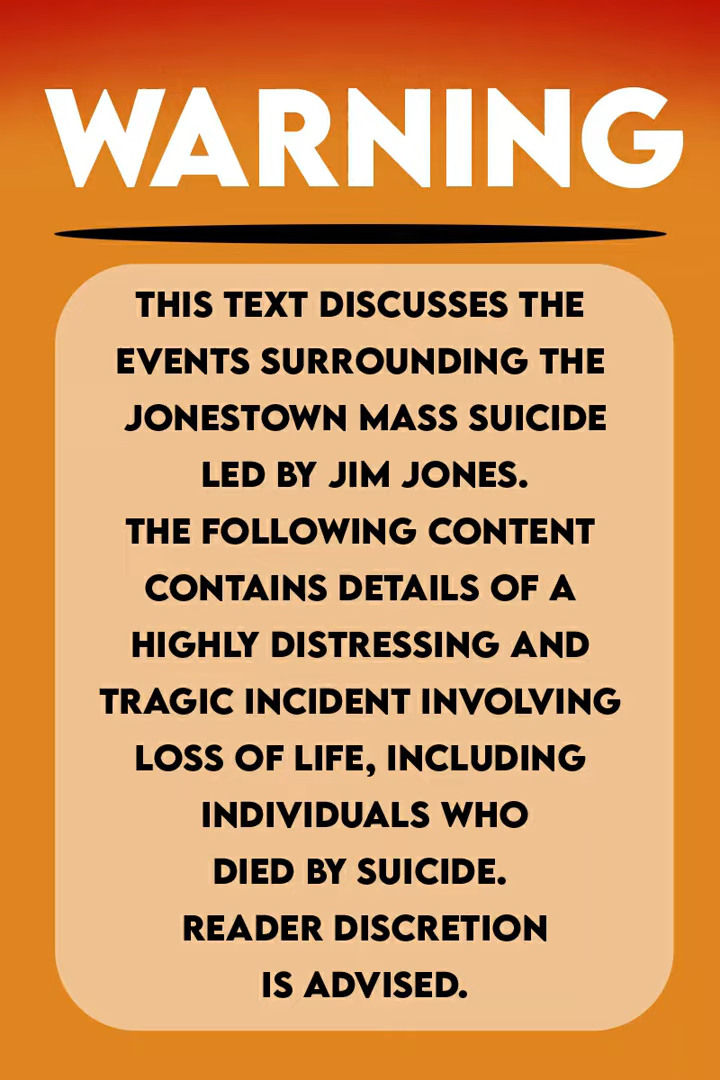 WARNING
THIS TEXT DISCUSSES THE
EVENTS SURROUNDING THE
JONESTOWN MASS SUICIDE
LED BY JIM JONES.
THE FOLLOWING CONTENT
CONTAINS DETAILS OF A
HIGHLY DISTRESSING AND
TRAGIC INCIDENT INVOLVING
LOSS OF LIFE, INCLUDING
INDIVIDUALS WHO
DIED BY SUICIDE.
READER DISCRETION
IS ADVISED.